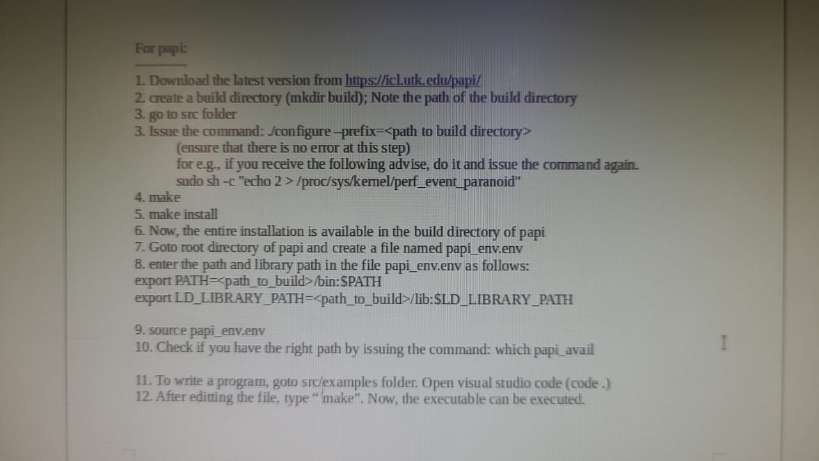 For papi:
1. Download the latest version from https://icl.utk.edu/papi/
2. create a build directory (mkdir build); Note the path of the build directory
3. go to src folder
3. Issue the command: ./configure –prefix=<path to build directory>
(ensure that there is no error at this step)
for e.g., if you receive the following advise, do it and issue the command again.
sudo sh -c "echo 2 > /proc/sys/kernel/perf_event_paranoid"
4. make
5. make install
6. Now, the entire installation is available in the build directory of papi
7. Goto root directory of papi and create a file named papi_env.env
8. enter the path and library path in the file papi_env.env as follows:
export PATH=<path_to_build>/bin:$PATH
export LD_LIBRARY_PATH=<path_to_build>/lib:$LD_LIBRARY_PATH
9. source papi_env.env
10. Check if you have the right path by issuing the command: which papi_avail
11. To write a program, goto src/examples folder. Open visual studio code (code .)
12. After editting the file, type “ make”. Now, the executable can be executed.